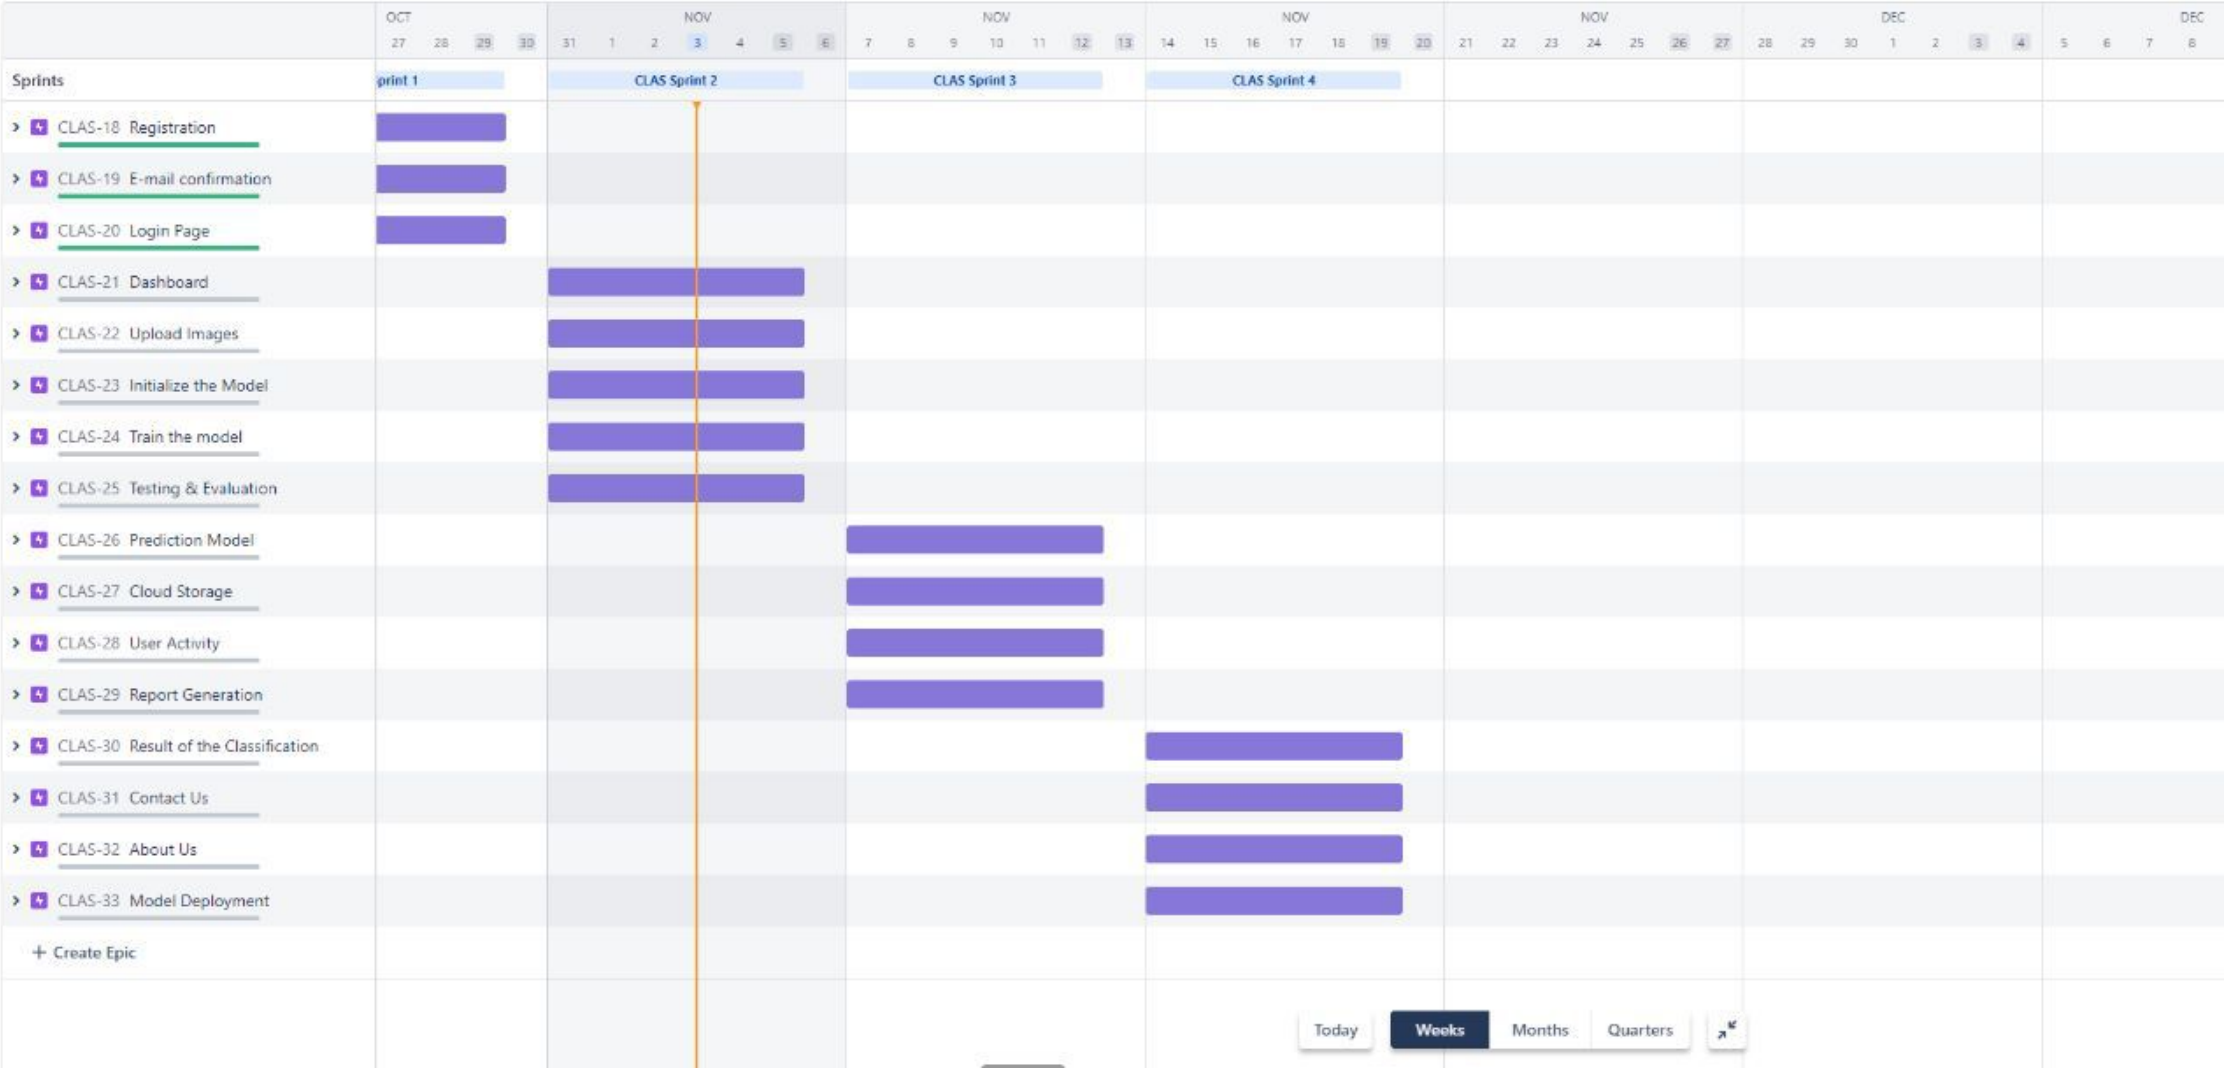 OCT NOV NOV NOV NOV DEC DEC
27 28 29 30 31 1 2 3 4 5 6 7 8 9 10 11 12 13 14 15 16 17 18 19 20 21 22 23 24 25 26 27 28 29 30 1 2 3 4 5 6 7 8
Sprints print 1 CLAS Sprint 2 CLAS Sprint 3 CLAS Sprint 4
CLAS-18 Registration
CLAS-19 E-mail confirmation
CLAS-20 Login Page
CLAS-21 Dashboard
CLAS-22 Upload Images
CLAS-23 Initialize the Model
CLAS-24 Train the model
CLAS-25 Testing & Evaluation
CLAS-26 Prediction Model
CLAS-27 Cloud Storage
CLAS-28 User Activity
CLAS-29 Report Generation
CLAS-30 Result of the Classification
CLAS-31 Contact Us
CLAS-32 About Us
CLAS-33 Model Deployment
+ Create Epic
Today Weeks Months Quarters